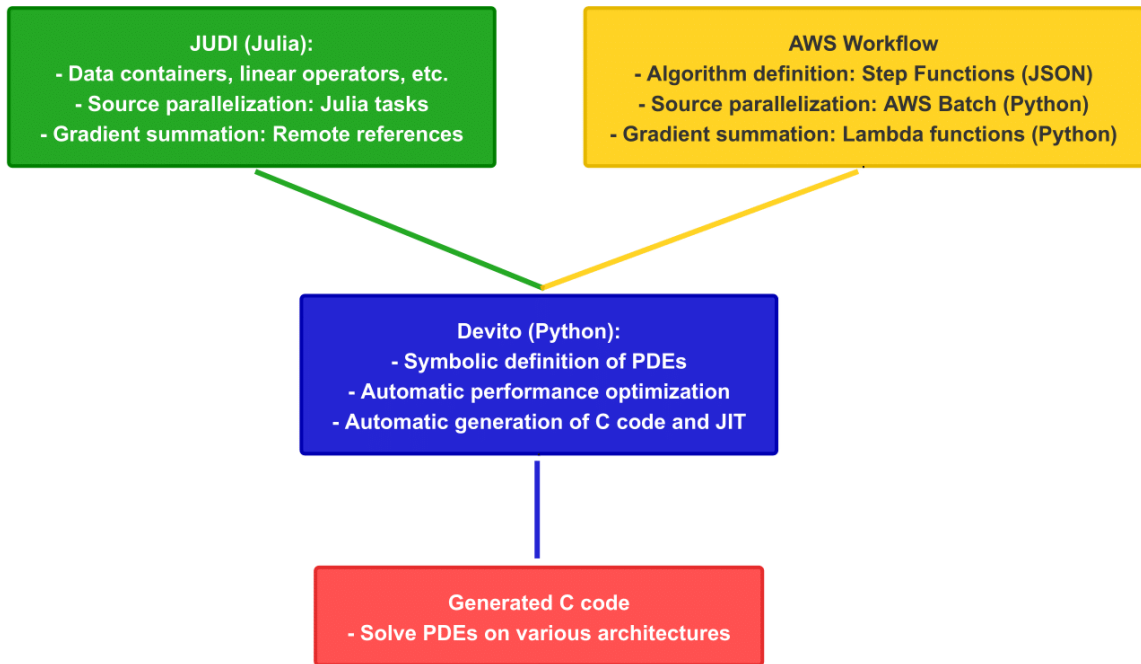 JUDI (Julia):
- Data containers, linear operators, etc.
- Source parallelization: Julia tasks
- Gradient summation: Remote references
AWS Workflow
- Algorithm definition: Step Functions (JSON)
- Source parallelization: AWS Batch (Python)
- Gradient summation: Lambda functions (Python)
Devito (Python):
- Symbolic definition of PDEs
- Automatic performance optimization
- Automatic generation of C code and JIT
Generated C code
- Solve PDEs on various architectures